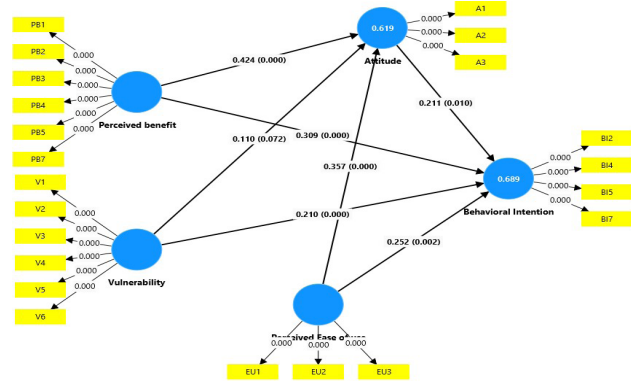 PB1
PB2
PB3
PB4
PB5
PB7
0.000
0.000
0.000
0.000
0.000
0.000
Perceived benefit
V1
V2
V3
V4
V5
V6
0.000
0.000
0.000
0.000
0.000
0.000
Vulnerability
0.424 (0.000)
0.110 (0.072)
0.309 (0.000)
0.357 (0.000)
0.210 (0.000)
0.252 (0.002)
0.211 (0.010)
0.619
Attitude
0.000
0.000
0.000
A1
A2
A3
0.689
Behavioral Intention
0.000
0.000
0.000
0.000
BI2
BI4
BI5
BI7
Perceived Ease of use
0.000
0.000
0.000
EU1
EU2
EU3